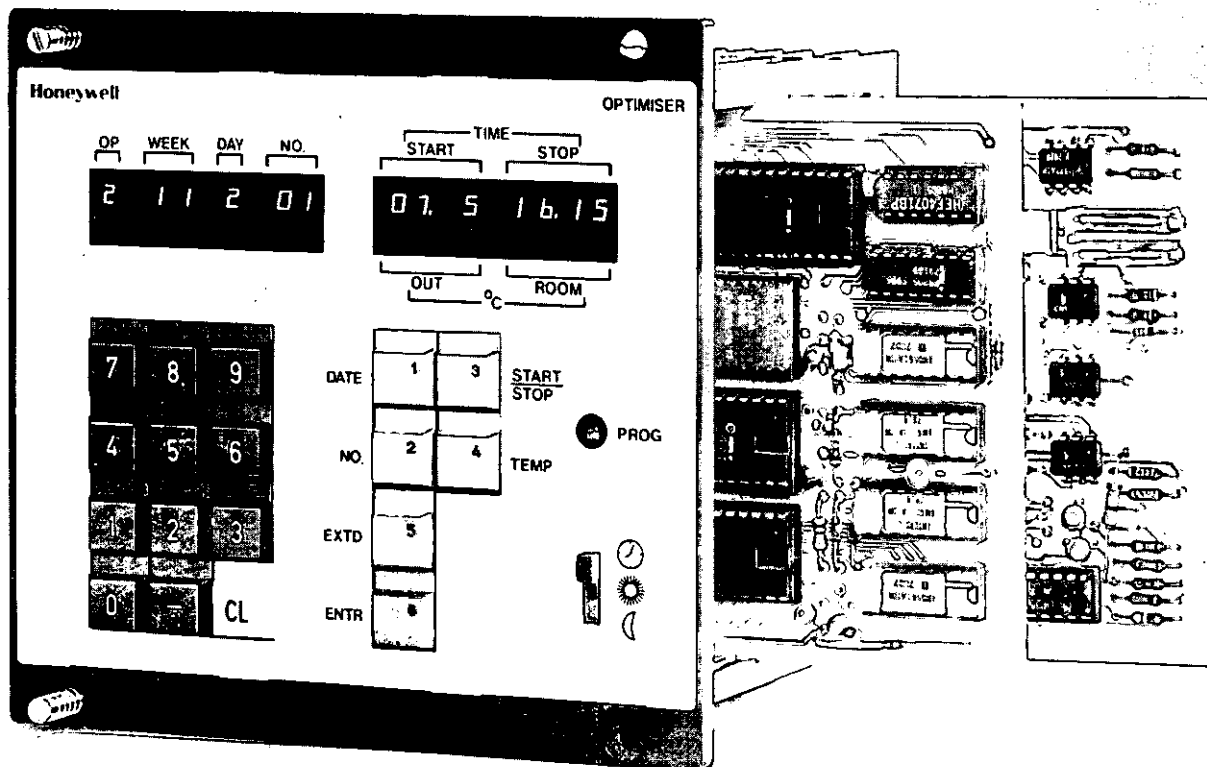 Honeywell
OPTIMISER
OP WEEK DAY NO.
TIME
START STOP
2 11 2 01
07. 5 16.15
OUT ROOM
°C
7 8 9
4 5 6
1 2 3
0 - CL
DATE 1 3 START
STOP
NO. 2 4 TEMP
EXTD 5
ENTR 6
PROG
HEF4071BP